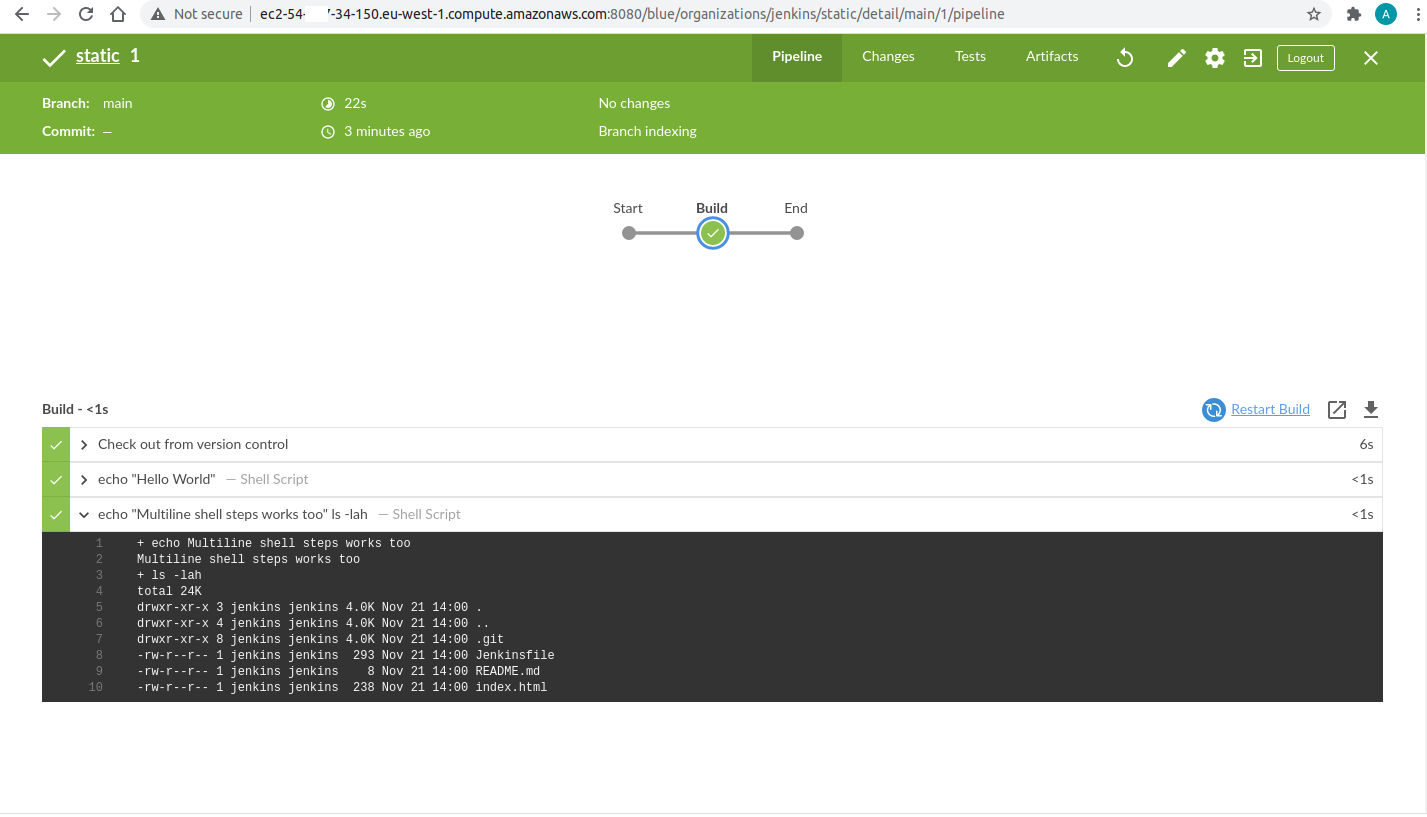 Not secure ec2-54- 7-34-150.eu-west-1.compute.amazonaws.com:8080/blue/organizations/jenkins/static/detail/main/1/pipeline A
static 1 Pipeline Changes Tests Artifacts Logout
Branch: main 22s No changes
Commit: — 3 minutes ago Branch indexing
Start Build End
Build - <1s Restart Build
Check out from version control 6s
echo "Hello World" — Shell Script <1s
echo "Multiline shell steps works too" ls -lah — Shell Script <1s
1 + echo Multiline shell steps works too
2 Multiline shell steps works too
3 + ls -lah
4 total 24K
5 drwxr-xr-x 3 jenkins jenkins 4.0K Nov 21 14:00 .
6 drwxr-xr-x 4 jenkins jenkins 4.0K Nov 21 14:00 ..
7 drwxr-xr-x 8 jenkins jenkins 4.0K Nov 21 14:00 .git
8 -rw-r--r-- 1 jenkins jenkins  293 Nov 21 14:00 Jenkinsfile
9 -rw-r--r-- 1 jenkins jenkins    8 Nov 21 14:00 README.md
10 -rw-r--r-- 1 jenkins jenkins  238 Nov 21 14:00 index.html